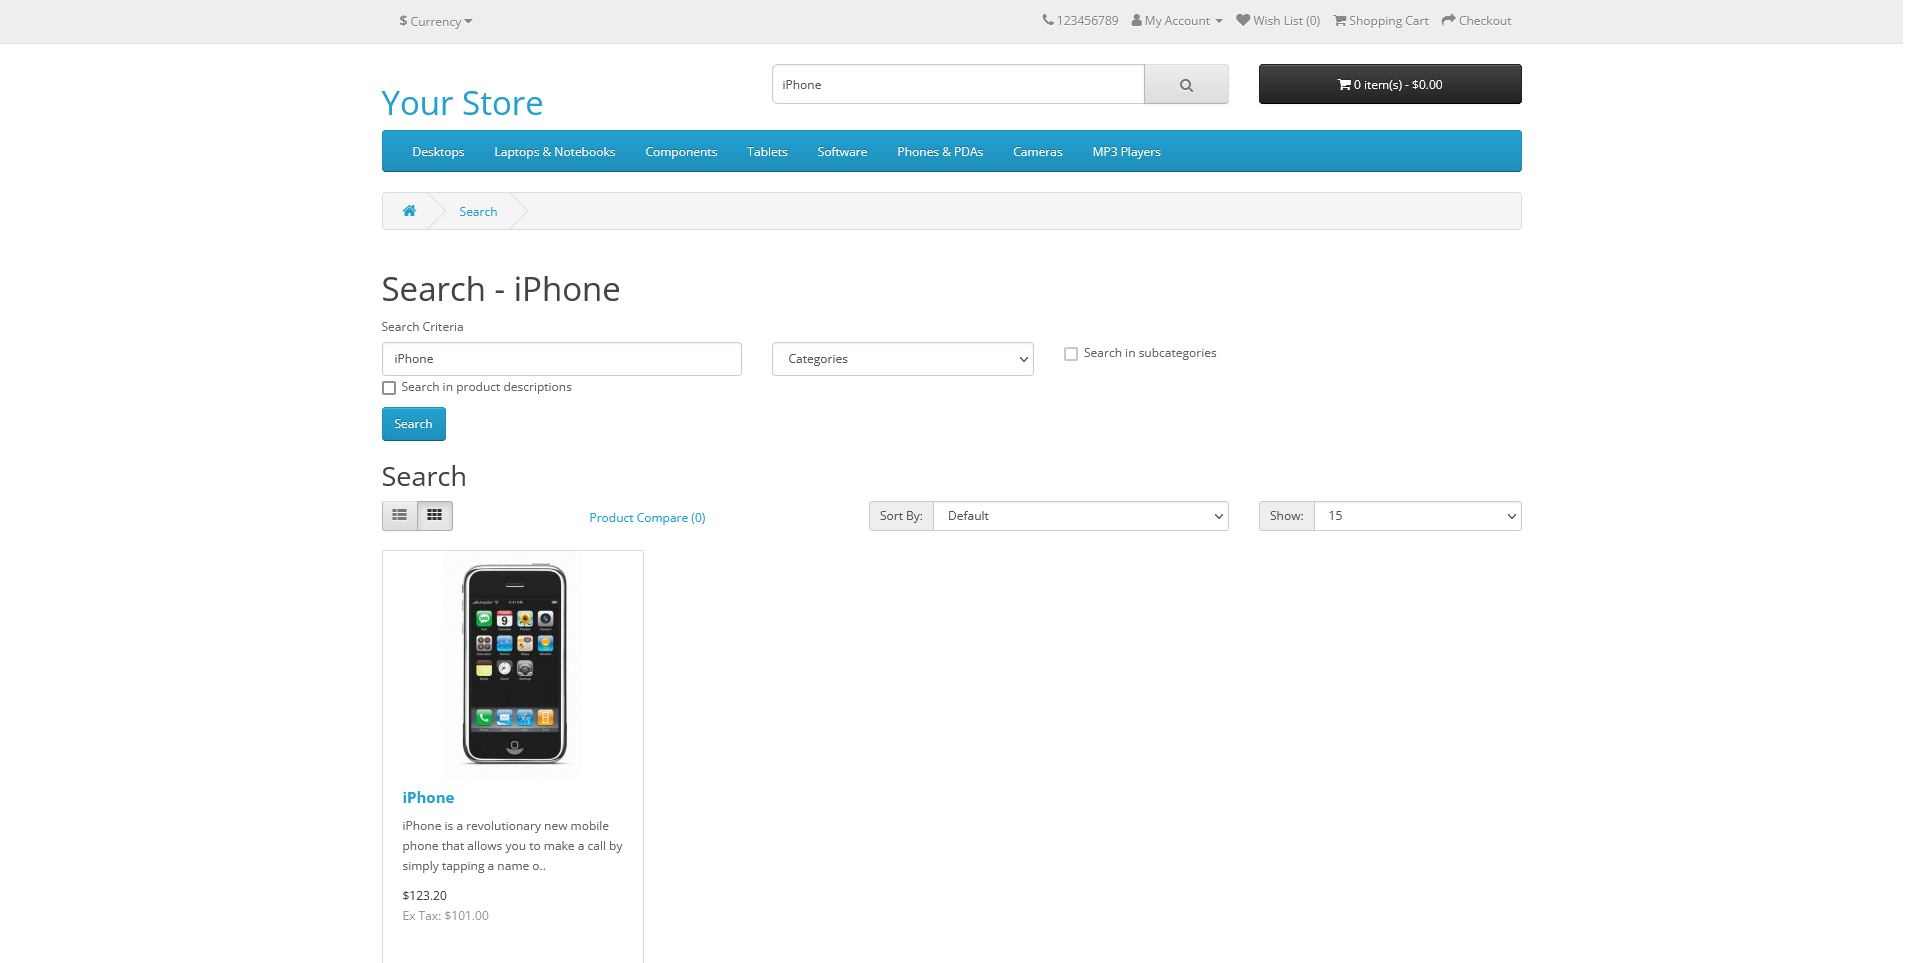 $ Currency
123456789 My Account Wish List (0) Shopping Cart Checkout
Your Store
iPhone
0 item(s) - $0.00
Desktops Laptops & Notebooks Components Tablets Software Phones & PDAs Cameras MP3 Players
Search
Search - iPhone
Search Criteria
iPhone
Categories
Search in subcategories
Search in product descriptions
Search
Search
Product Compare (0)
Sort By: Default
Show: 15
9
iPhone
iPhone is a revolutionary new mobile
phone that allows you to make a call by
simply tapping a name o..
$123.20
Ex Tax: $101.00